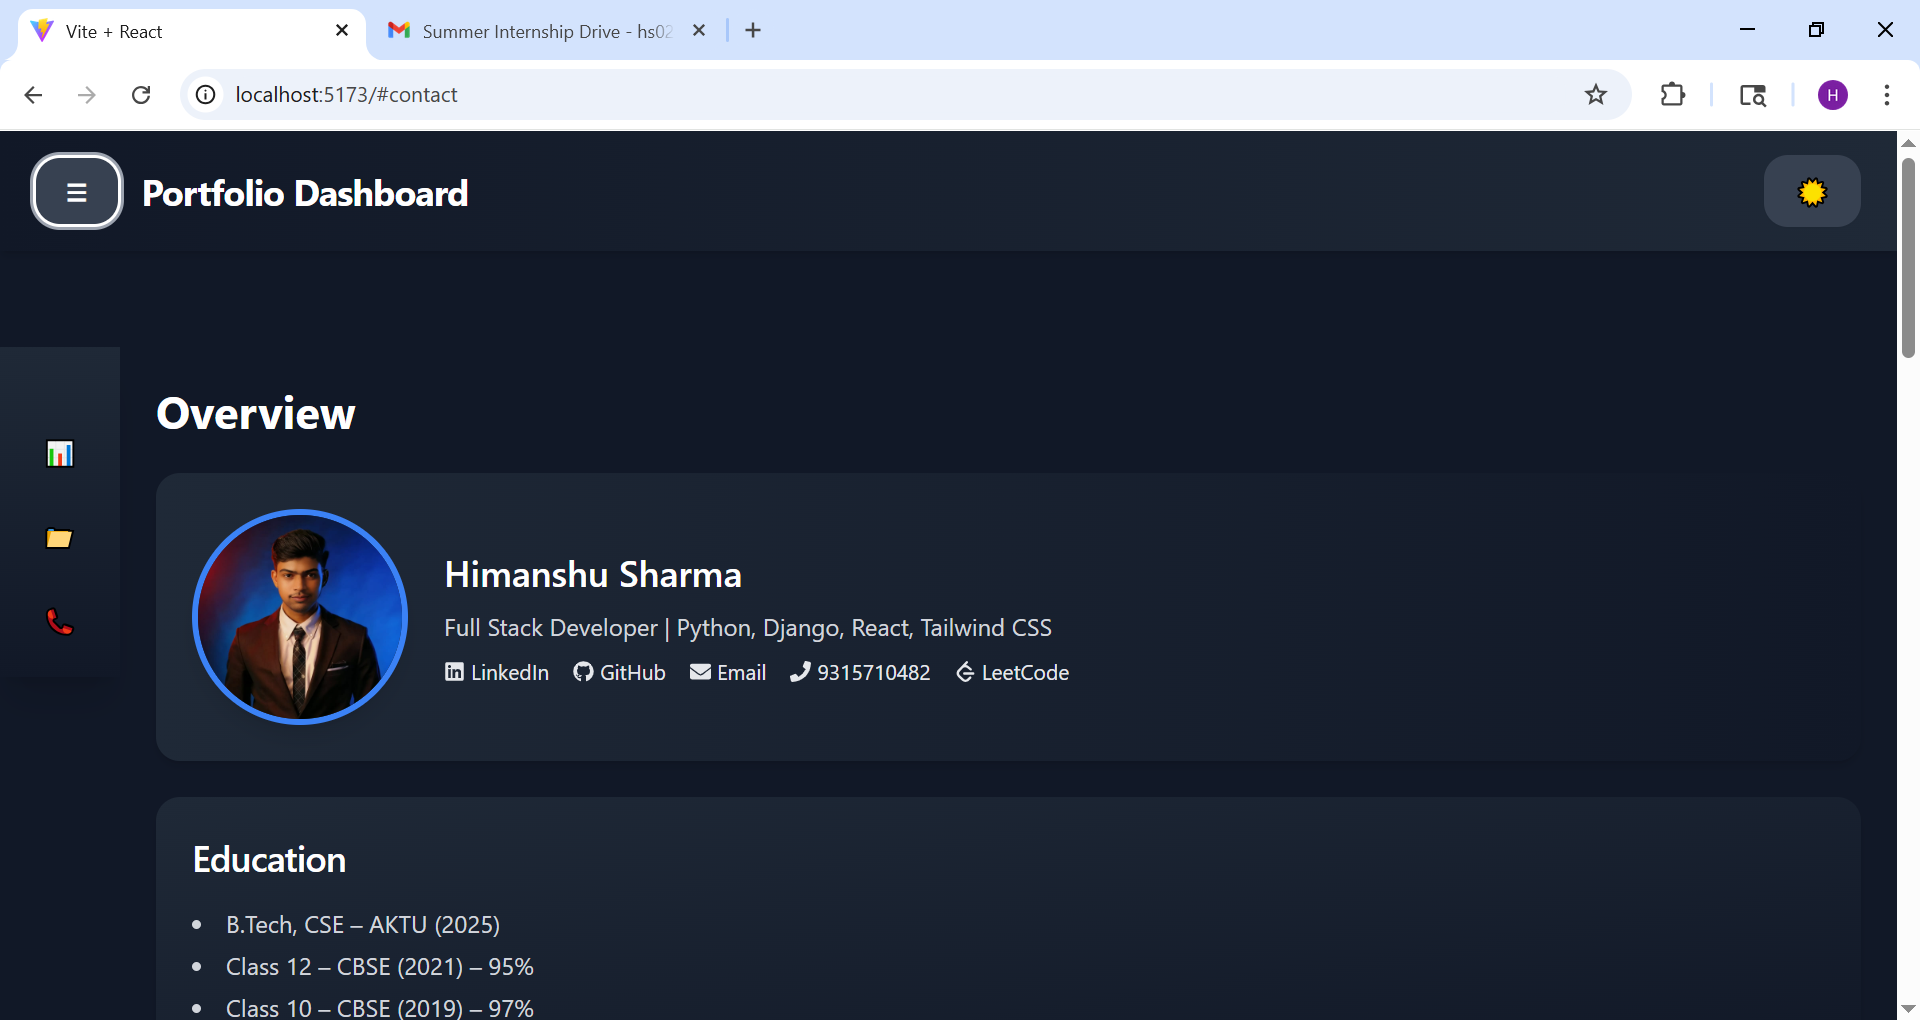 Vite + React
Summer Internship Drive - hs02
localhost:5173/#contact
H
Portfolio Dashboard
Overview
Himanshu Sharma
Full Stack Developer | Python, Django, React, Tailwind CSS
LinkedIn GitHub Email 9315710482 LeetCode
Education
• B.Tech, CSE – AKTU (2025)
• Class 12 – CBSE (2021) – 95%
• Class 10 – CBSE (2019) – 97%